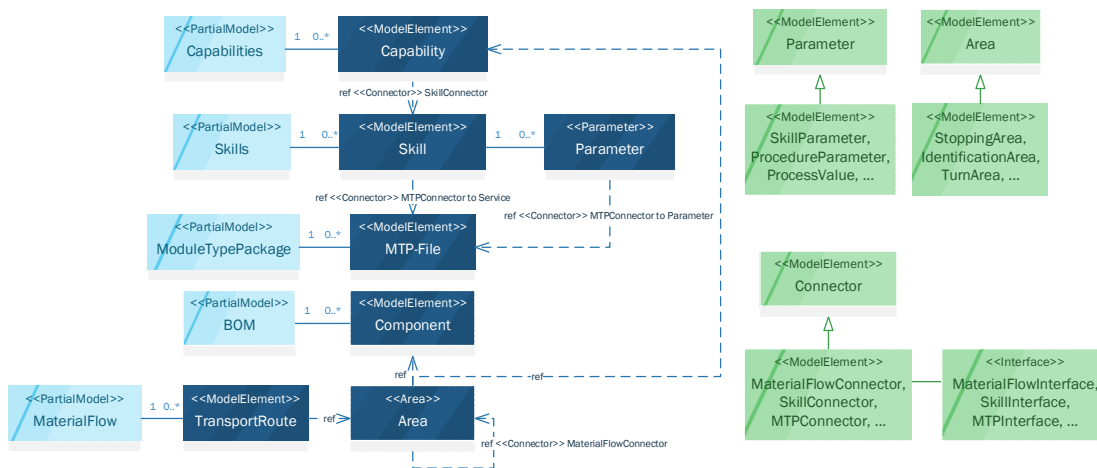 <<PartialModel>>
Capabilities
1 0..*
<<ModelElement>>
Capability
ref <<Connector>> SkillConnector
<<PartialModel>>
Skills
1 0..*
<<ModelElement>>
Skill
1 0..*
<<Parameter>>
Parameter
ref <<Connector>> MTPConnector to Service
ref <<Connector>> MTPConnector to Parameter
<<PartialModel>>
ModuleTypePackage
1 0..*
<<ModelElement>>
MTP-File
<<PartialModel>>
BOM
1 0..*
<<ModelElement>>
Component
ref
ref
<<PartialModel>>
MaterialFlow
1 0..*
<<ModelElement>>
TransportRoute
ref
<<Area>>
Area
ref <<Connector>> MaterialFlowConnector
<<ModelElement>>
Parameter
<<ModelElement>>
Area
SkillParameter,
ProcedureParameter,
ProcessValue, ...
StoppingArea,
IdentificationArea,
TurnArea, ...
<<ModelElement>>
Connector
<<ModelElement>>
MaterialFlowConnector,
SkillConnector,
MTPConnector, ...
<<Interface>>
MaterialFlowInterface,
SkillInterface,
MTPInterface, ...